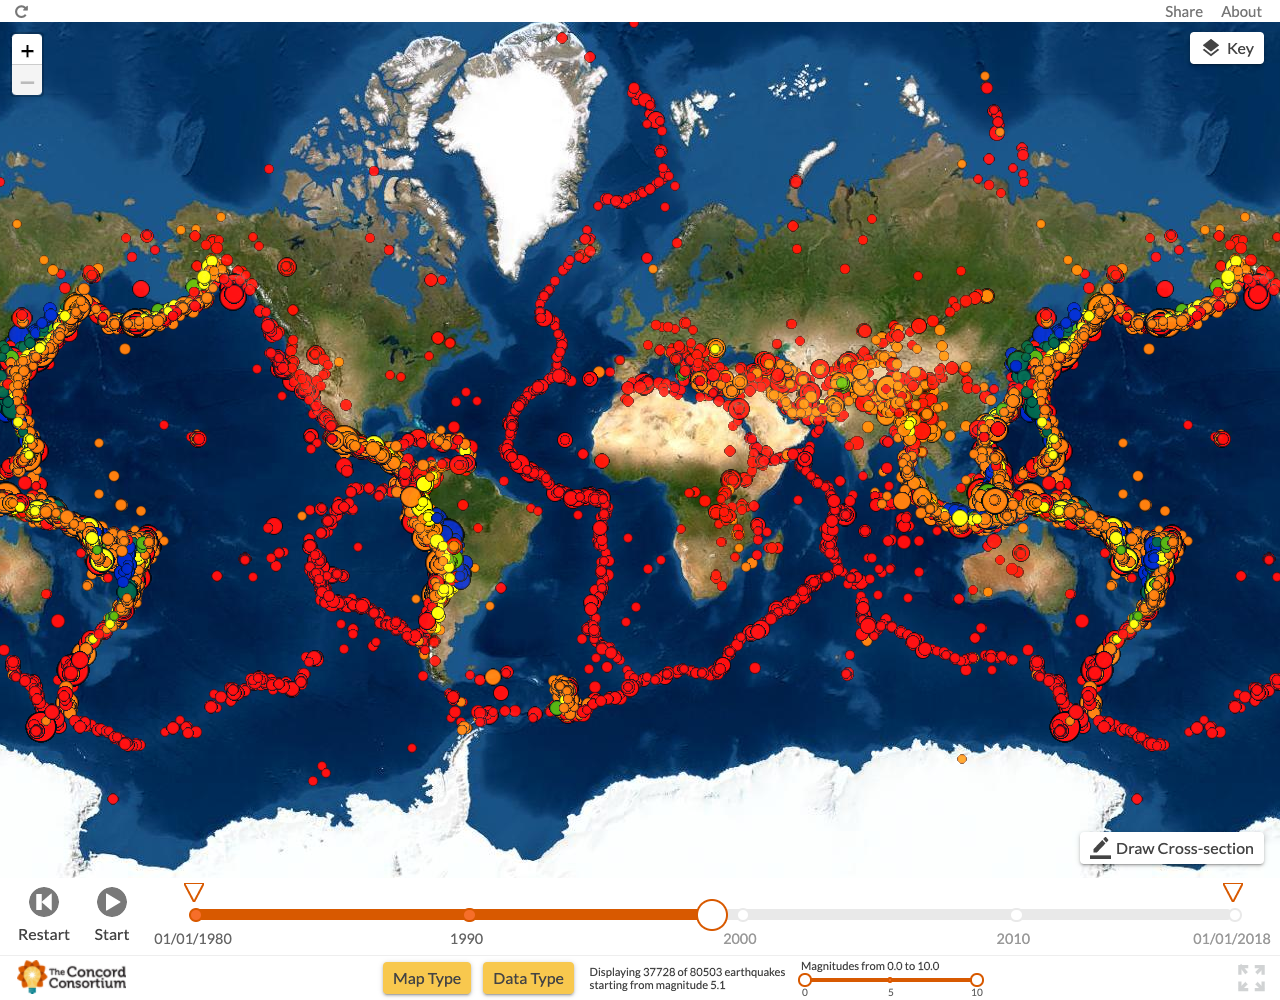 Share About
+
Key
−
Draw Cross-section
Restart
Start
01/01/1980
1990
2000
2010
01/01/2018
The Concord
Consortium
Map Type
Data Type
Displaying 37728 of 80503 earthquakes
starting from magnitude 5.1
Magnitudes from 0.0 to 10.0
0 5 10